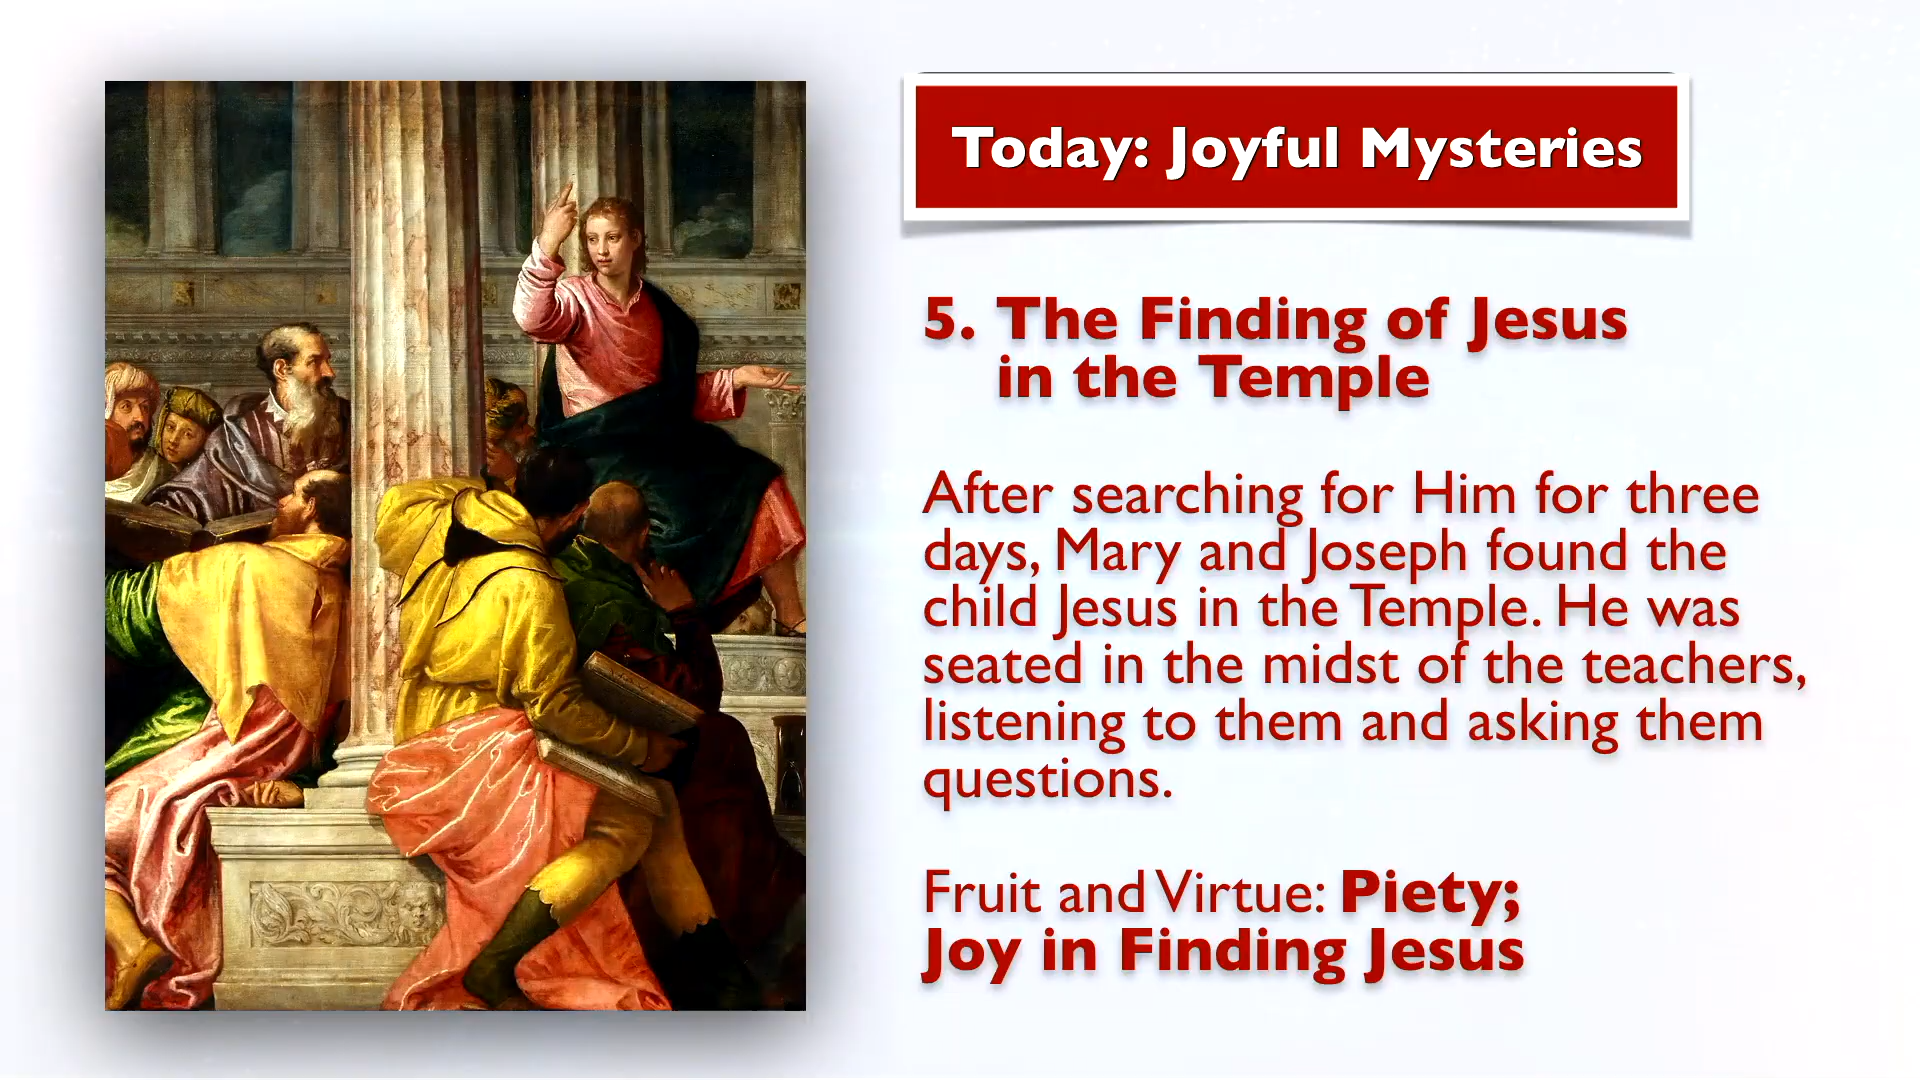 Today: Joyful Mysteries
5. The Finding of Jesus
in the Temple
After searching for Him for three
days, Mary and Joseph found the
child Jesus in the Temple. He was
seated in the midst of the teachers,
listening to them and asking them
questions.
Fruit and Virtue: Piety;
Joy in Finding Jesus